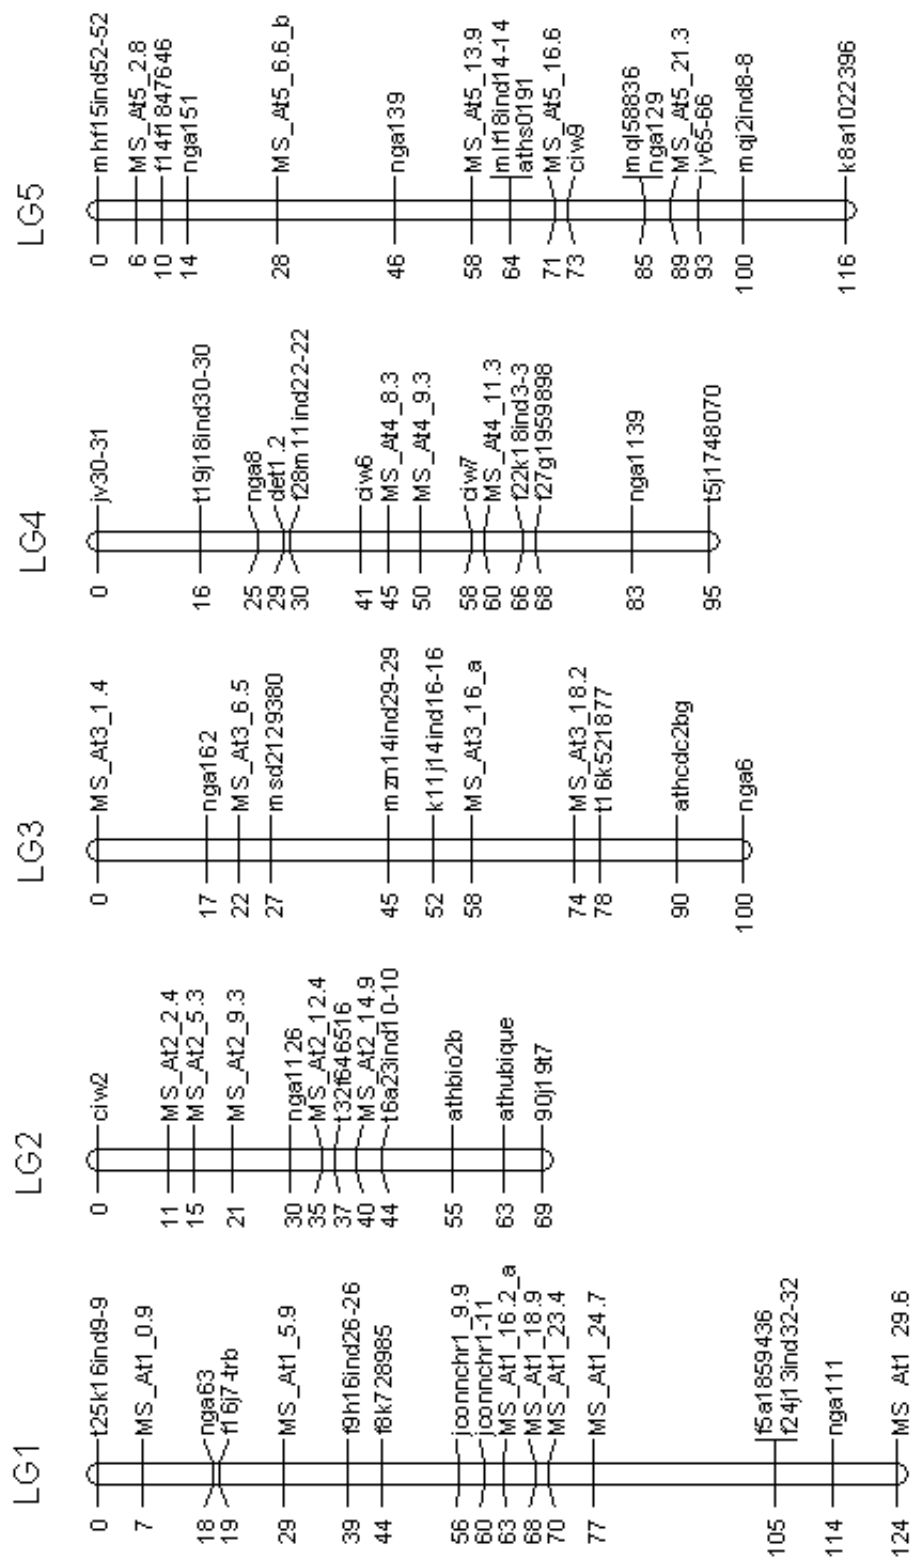 LG1
0 t25k16ind9-9
7 MS_At1_0.9
18 nga63
19 f16j7-trb
29 MS_At1_5.9
39 f9h16ind26-26
44 f8k728985
56 jconnchr1_9.9
60 jconnchr1-11
63 MS_At1_16.2_a
68 MS_At1_18.9
70 MS_At1_23.4
77 MS_At1_24.7
105 f5a1859436
f24j13ind32-32
114 nga111
124 MS_At1_29.6
LG2
0 ciw2
11 MS_At2_2.4
15 MS_At2_5.3
21 MS_At2_9.3
30 nga1126
35 MS_At2_12.4
37 t32f646516
40 MS_At2_14.9
44 t6a23ind10-10
55 athbio2b
63 athubique
69 90j19t7
LG3
0 MS_At3_1.4
17 nga162
22 MS_At3_6.5
27 msd2129380
45 mzn14ind29-29
52 k11j14ind16-16
58 MS_At3_16_a
74 MS_At3_18.2
78 t16k521877
90 athcdc2bg
100 nga6
LG4
0 jv30-31
16 t19j18ind30-30
25 nga8
29 det1.2
30 f28m11ind22-22
41 ciw6
45 MS_At4_8.3
50 MS_At4_9.3
58 ciw7
60 MS_At4_11.3
66 f22k18ind3-3
68 f27g1959898
83 nga1139
95 t5j1748070
LG5
0 mhf15ind52-52
6 MS_At5_2.8
10 f14f1847646
14 nga151
28 MS_At5_6.6_b
46 nga139
58 MS_At5_13.9
64 mlf18ind14-14
aths0191
71 MS_At5_16.6
73 ciw9
85 mql58836
nga129
89 MS_At5_21.3
93 jv65-66
100 mqj2ind8-8
116 k8a1022396